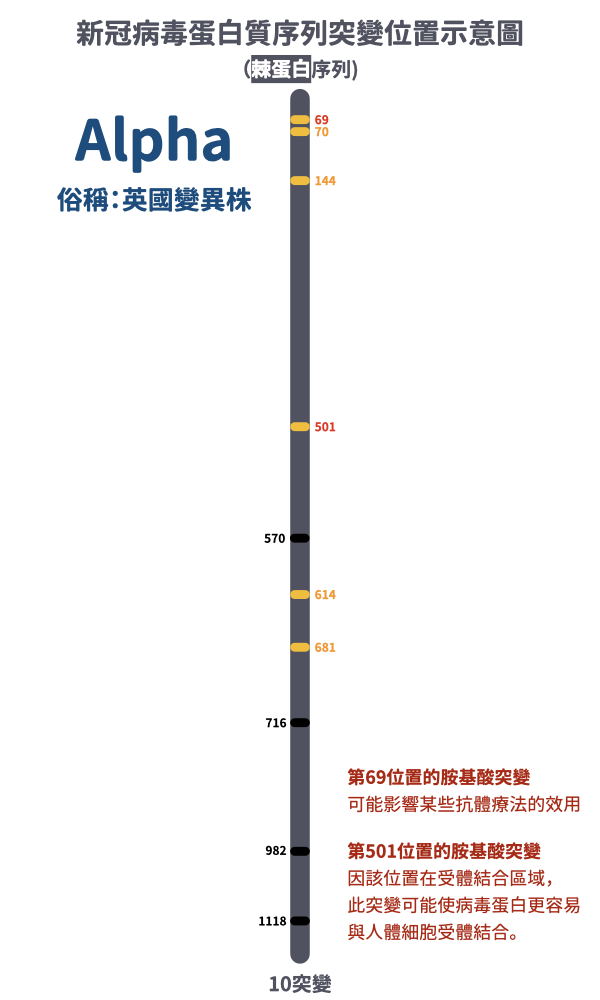 新冠病毒蛋白質序列突變位置示意圖
(棘蛋白序列)
Alpha
俗稱：英國變異株
69
70
144
501
570
614
681
716
982
1118
第69位置的胺基酸突變
可能影響某些抗體療法的效用
第501位置的胺基酸突變
因該位置在受體結合區域，
此突變可能使病毒蛋白更容易
與人體細胞受體結合。
10突變